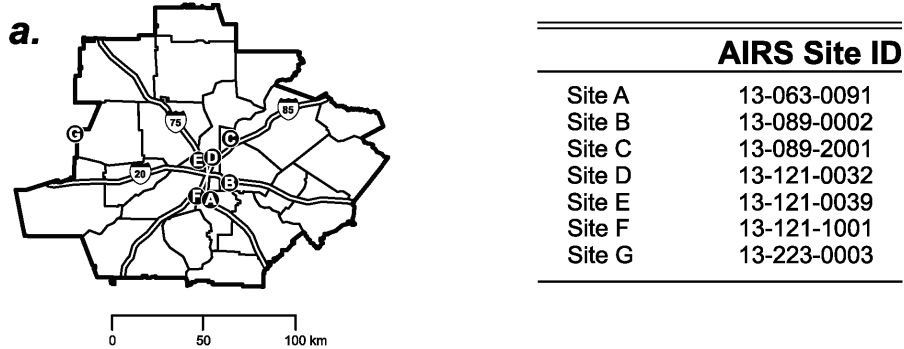 a.
85
75
C
G
E D
20
B
F A
0 50 100 km
AIRS Site ID
Site A 13-063-0091
Site B 13-089-0002
Site C 13-089-2001
Site D 13-121-0032
Site E 13-121-0039
Site F 13-121-1001
Site G 13-223-0003